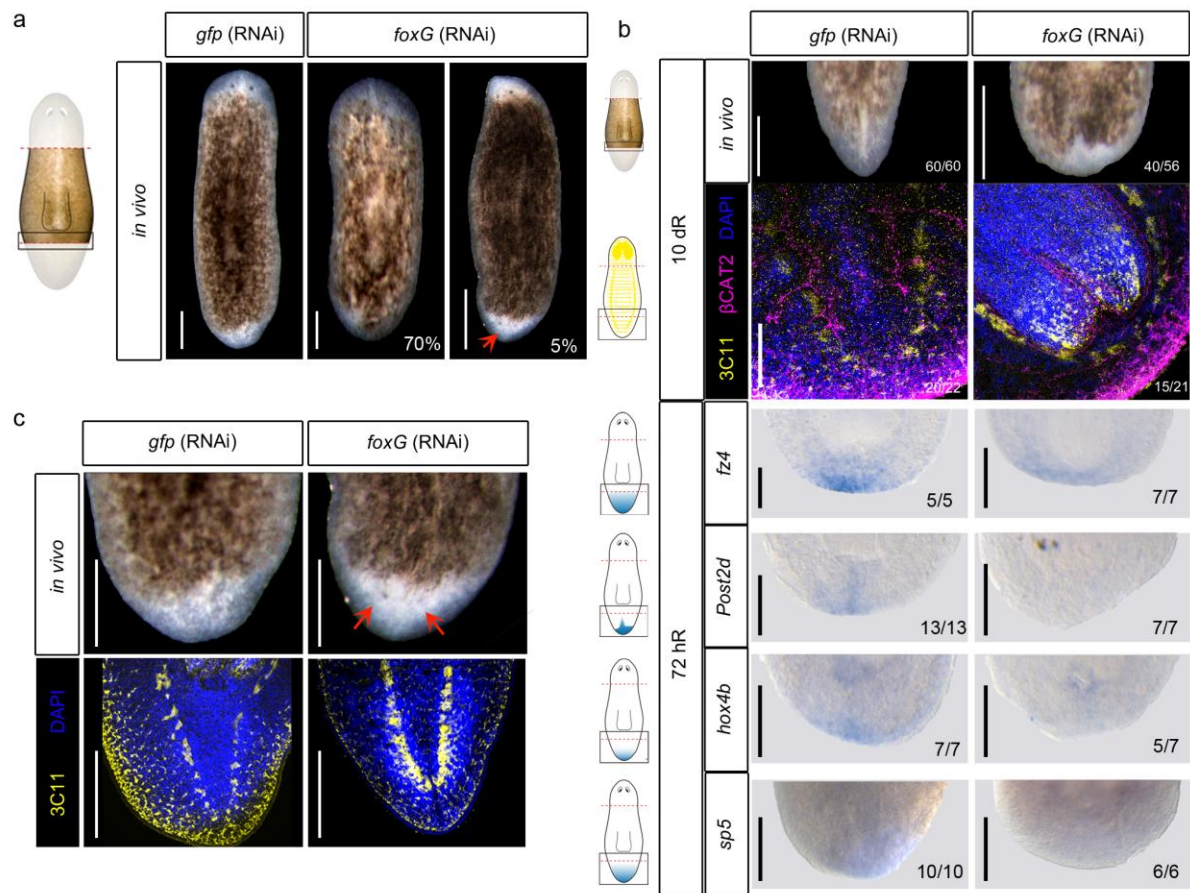 a
gfp (RNAi)
foxG (RNAi)
in vivo
70%
5%
b
gfp (RNAi)
foxG (RNAi)
10 dR
in vivo
60/60
40/56
3C11 βCAT2 DAPI
20/22
15/21
72 hR
fz4
5/5
7/7
Post2d
13/13
7/7
hox4b
7/7
5/7
sp5
10/10
6/6
c
gfp (RNAi)
foxG (RNAi)
in vivo
3C11 DAPI